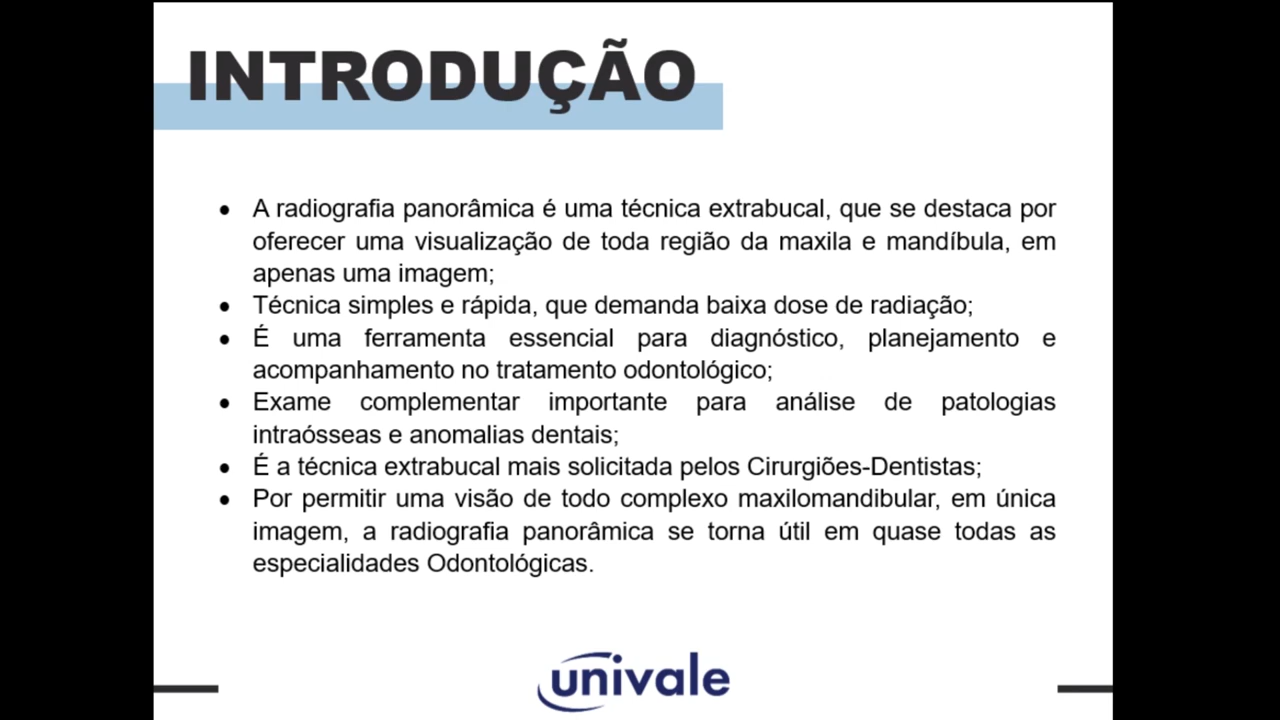 INTRODUÇÃO
• A radiografia panorâmica é uma técnica extrabucal, que se destaca por
oferecer uma visualização de toda região da maxila e mandíbula, em
apenas uma imagem;
• Técnica simples e rápida, que demanda baixa dose de radiação;
• É uma ferramenta essencial para diagnóstico, planejamento e
acompanhamento no tratamento odontológico;
• Exame complementar importante para análise de patologias
intraósseas e anomalias dentais;
• É a técnica extrabucal mais solicitada pelos Cirurgiões-Dentistas;
• Por permitir uma visão de todo complexo maxilomandibular, em única
imagem, a radiografia panorâmica se torna útil em quase todas as
especialidades Odontológicas.
univale